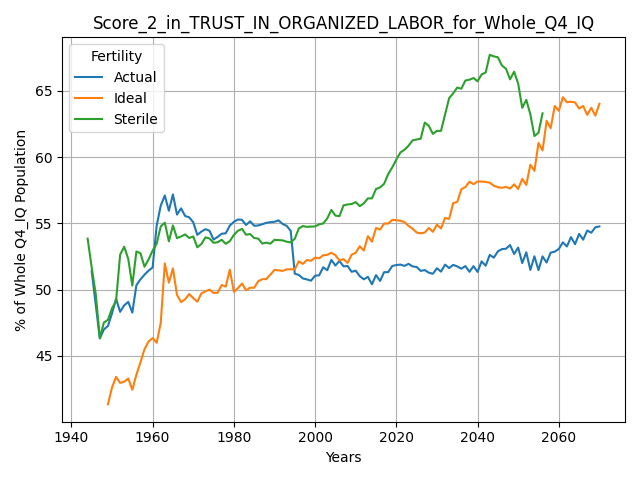 Score_2_in_TRUST_IN_ORGANIZED_LABOR_for_Whole_Q4_IQ
Fertility
Actual
Ideal
Sterile
% of Whole Q4_IQ Population
65
60
55
50
45
1940 1960 1980 2000 2020 2040 2060
Years